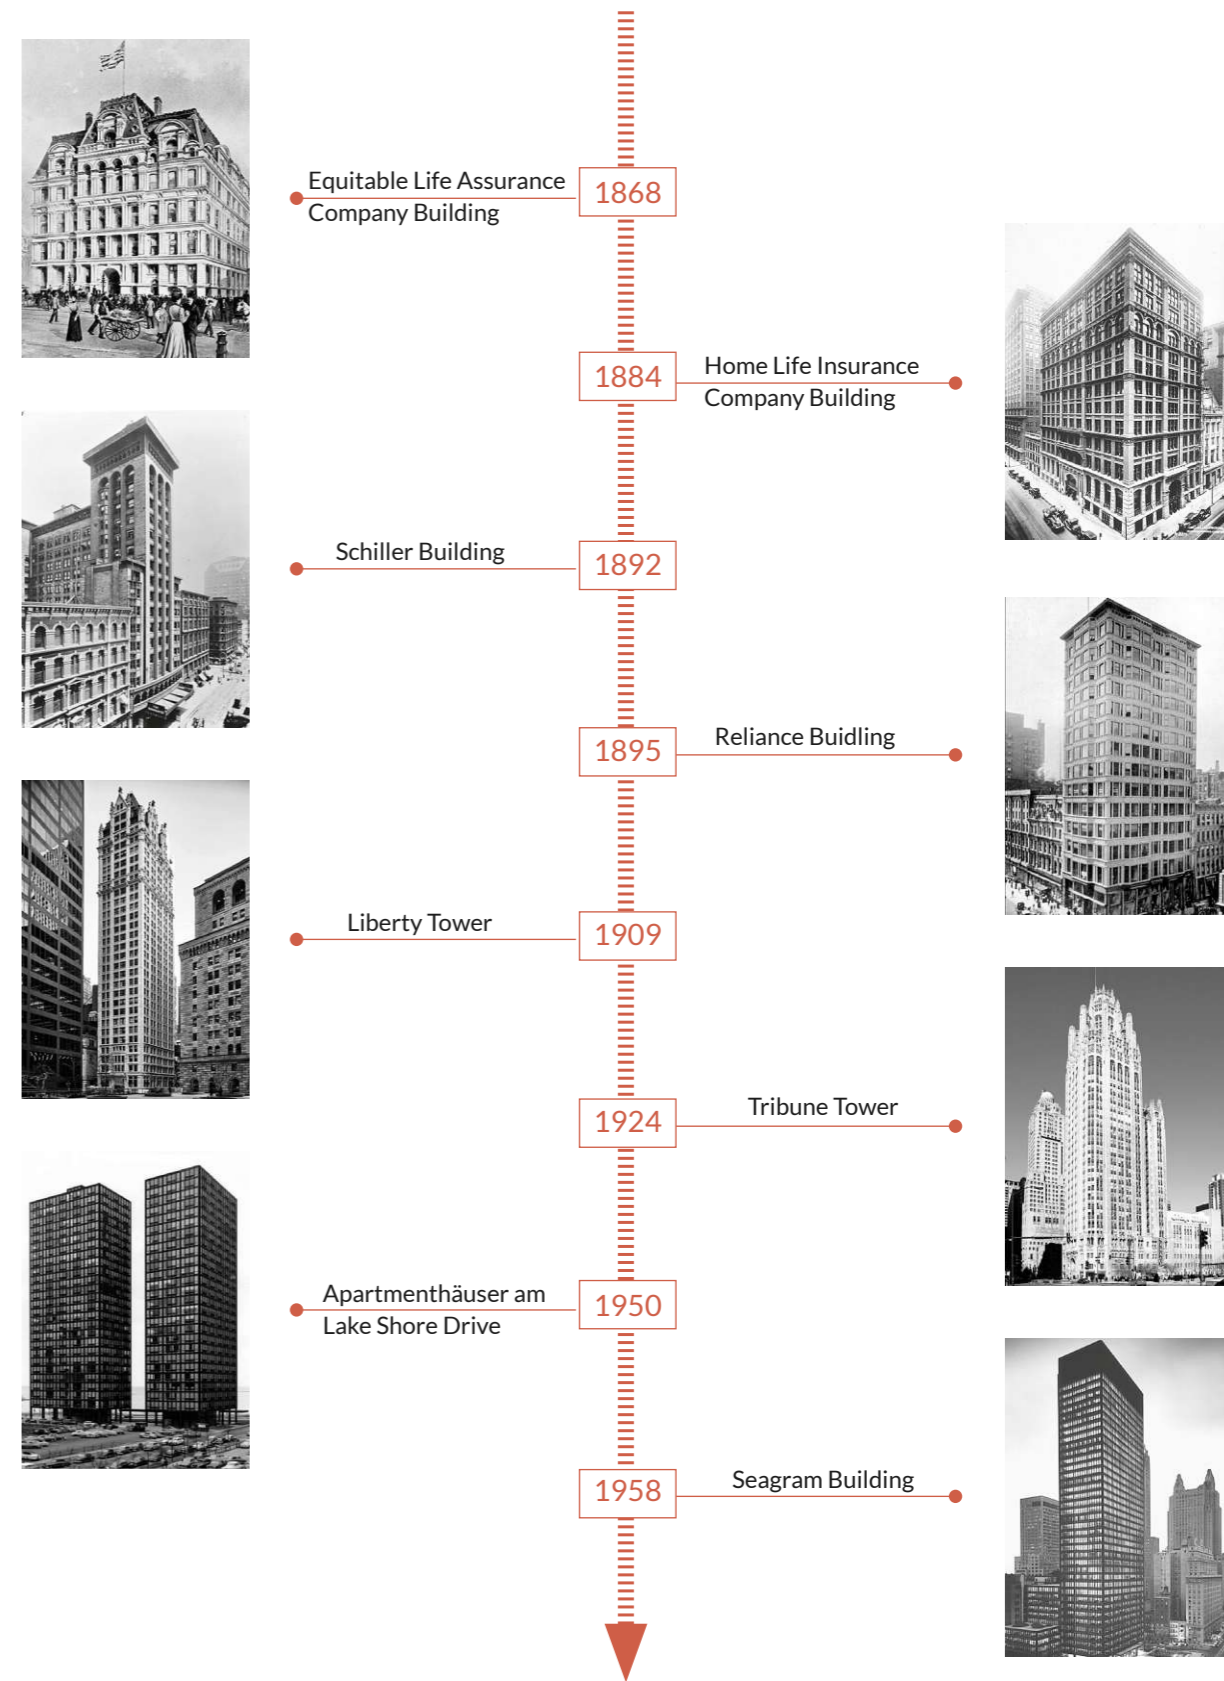 Equitable Life Assurance
Company Building
1868
1884
Home Life Insurance
Company Building
Schiller Building
1892
1895
Reliance Buidling
Liberty Tower
1909
1924
Tribune Tower
Apartmenthäuser am
Lake Shore Drive
1950
1958
Seagram Building